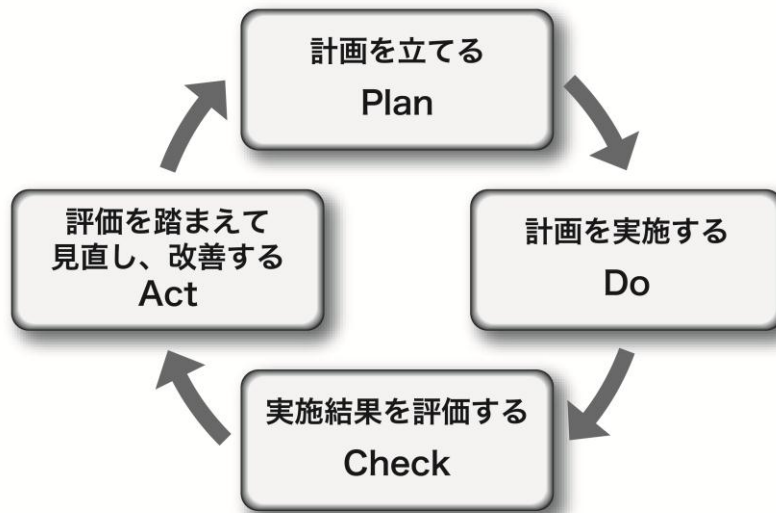 計画を立てる
Plan
計画を実施する
Do
実施結果を評価する
Check
評価を踏まえて
見直し、改善する
Act